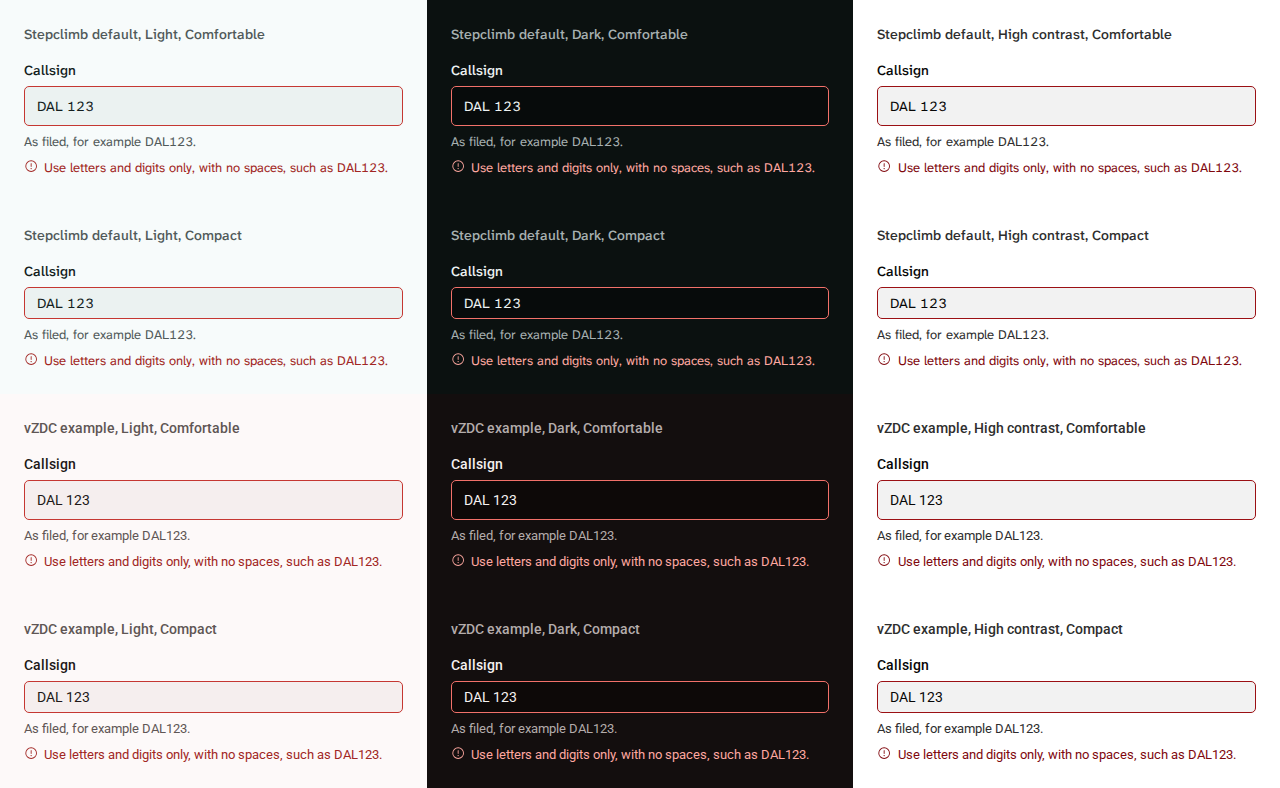 Stepclimb default, Light, Comfortable
Callsign
DAL 123
As filed, for example DAL123.
Use letters and digits only, with no spaces, such as DAL123.
Stepclimb default, Dark, Comfortable
Callsign
DAL 123
As filed, for example DAL123.
Use letters and digits only, with no spaces, such as DAL123.
Stepclimb default, High contrast, Comfortable
Callsign
DAL 123
As filed, for example DAL123.
Use letters and digits only, with no spaces, such as DAL123.
Stepclimb default, Light, Compact
Callsign
DAL 123
As filed, for example DAL123.
Use letters and digits only, with no spaces, such as DAL123.
Stepclimb default, Dark, Compact
Callsign
DAL 123
As filed, for example DAL123.
Use letters and digits only, with no spaces, such as DAL123.
Stepclimb default, High contrast, Compact
Callsign
DAL 123
As filed, for example DAL123.
Use letters and digits only, with no spaces, such as DAL123.
vZDC example, Light, Comfortable
Callsign
DAL 123
As filed, for example DAL123.
Use letters and digits only, with no spaces, such as DAL123.
vZDC example, Dark, Comfortable
Callsign
DAL 123
As filed, for example DAL123.
Use letters and digits only, with no spaces, such as DAL123.
vZDC example, High contrast, Comfortable
Callsign
DAL 123
As filed, for example DAL123.
Use letters and digits only, with no spaces, such as DAL123.
vZDC example, Light, Compact
Callsign
DAL 123
As filed, for example DAL123.
Use letters and digits only, with no spaces, such as DAL123.
vZDC example, Dark, Compact
Callsign
DAL 123
As filed, for example DAL123.
Use letters and digits only, with no spaces, such as DAL123.
vZDC example, High contrast, Compact
Callsign
DAL 123
As filed, for example DAL123.
Use letters and digits only, with no spaces, such as DAL123.